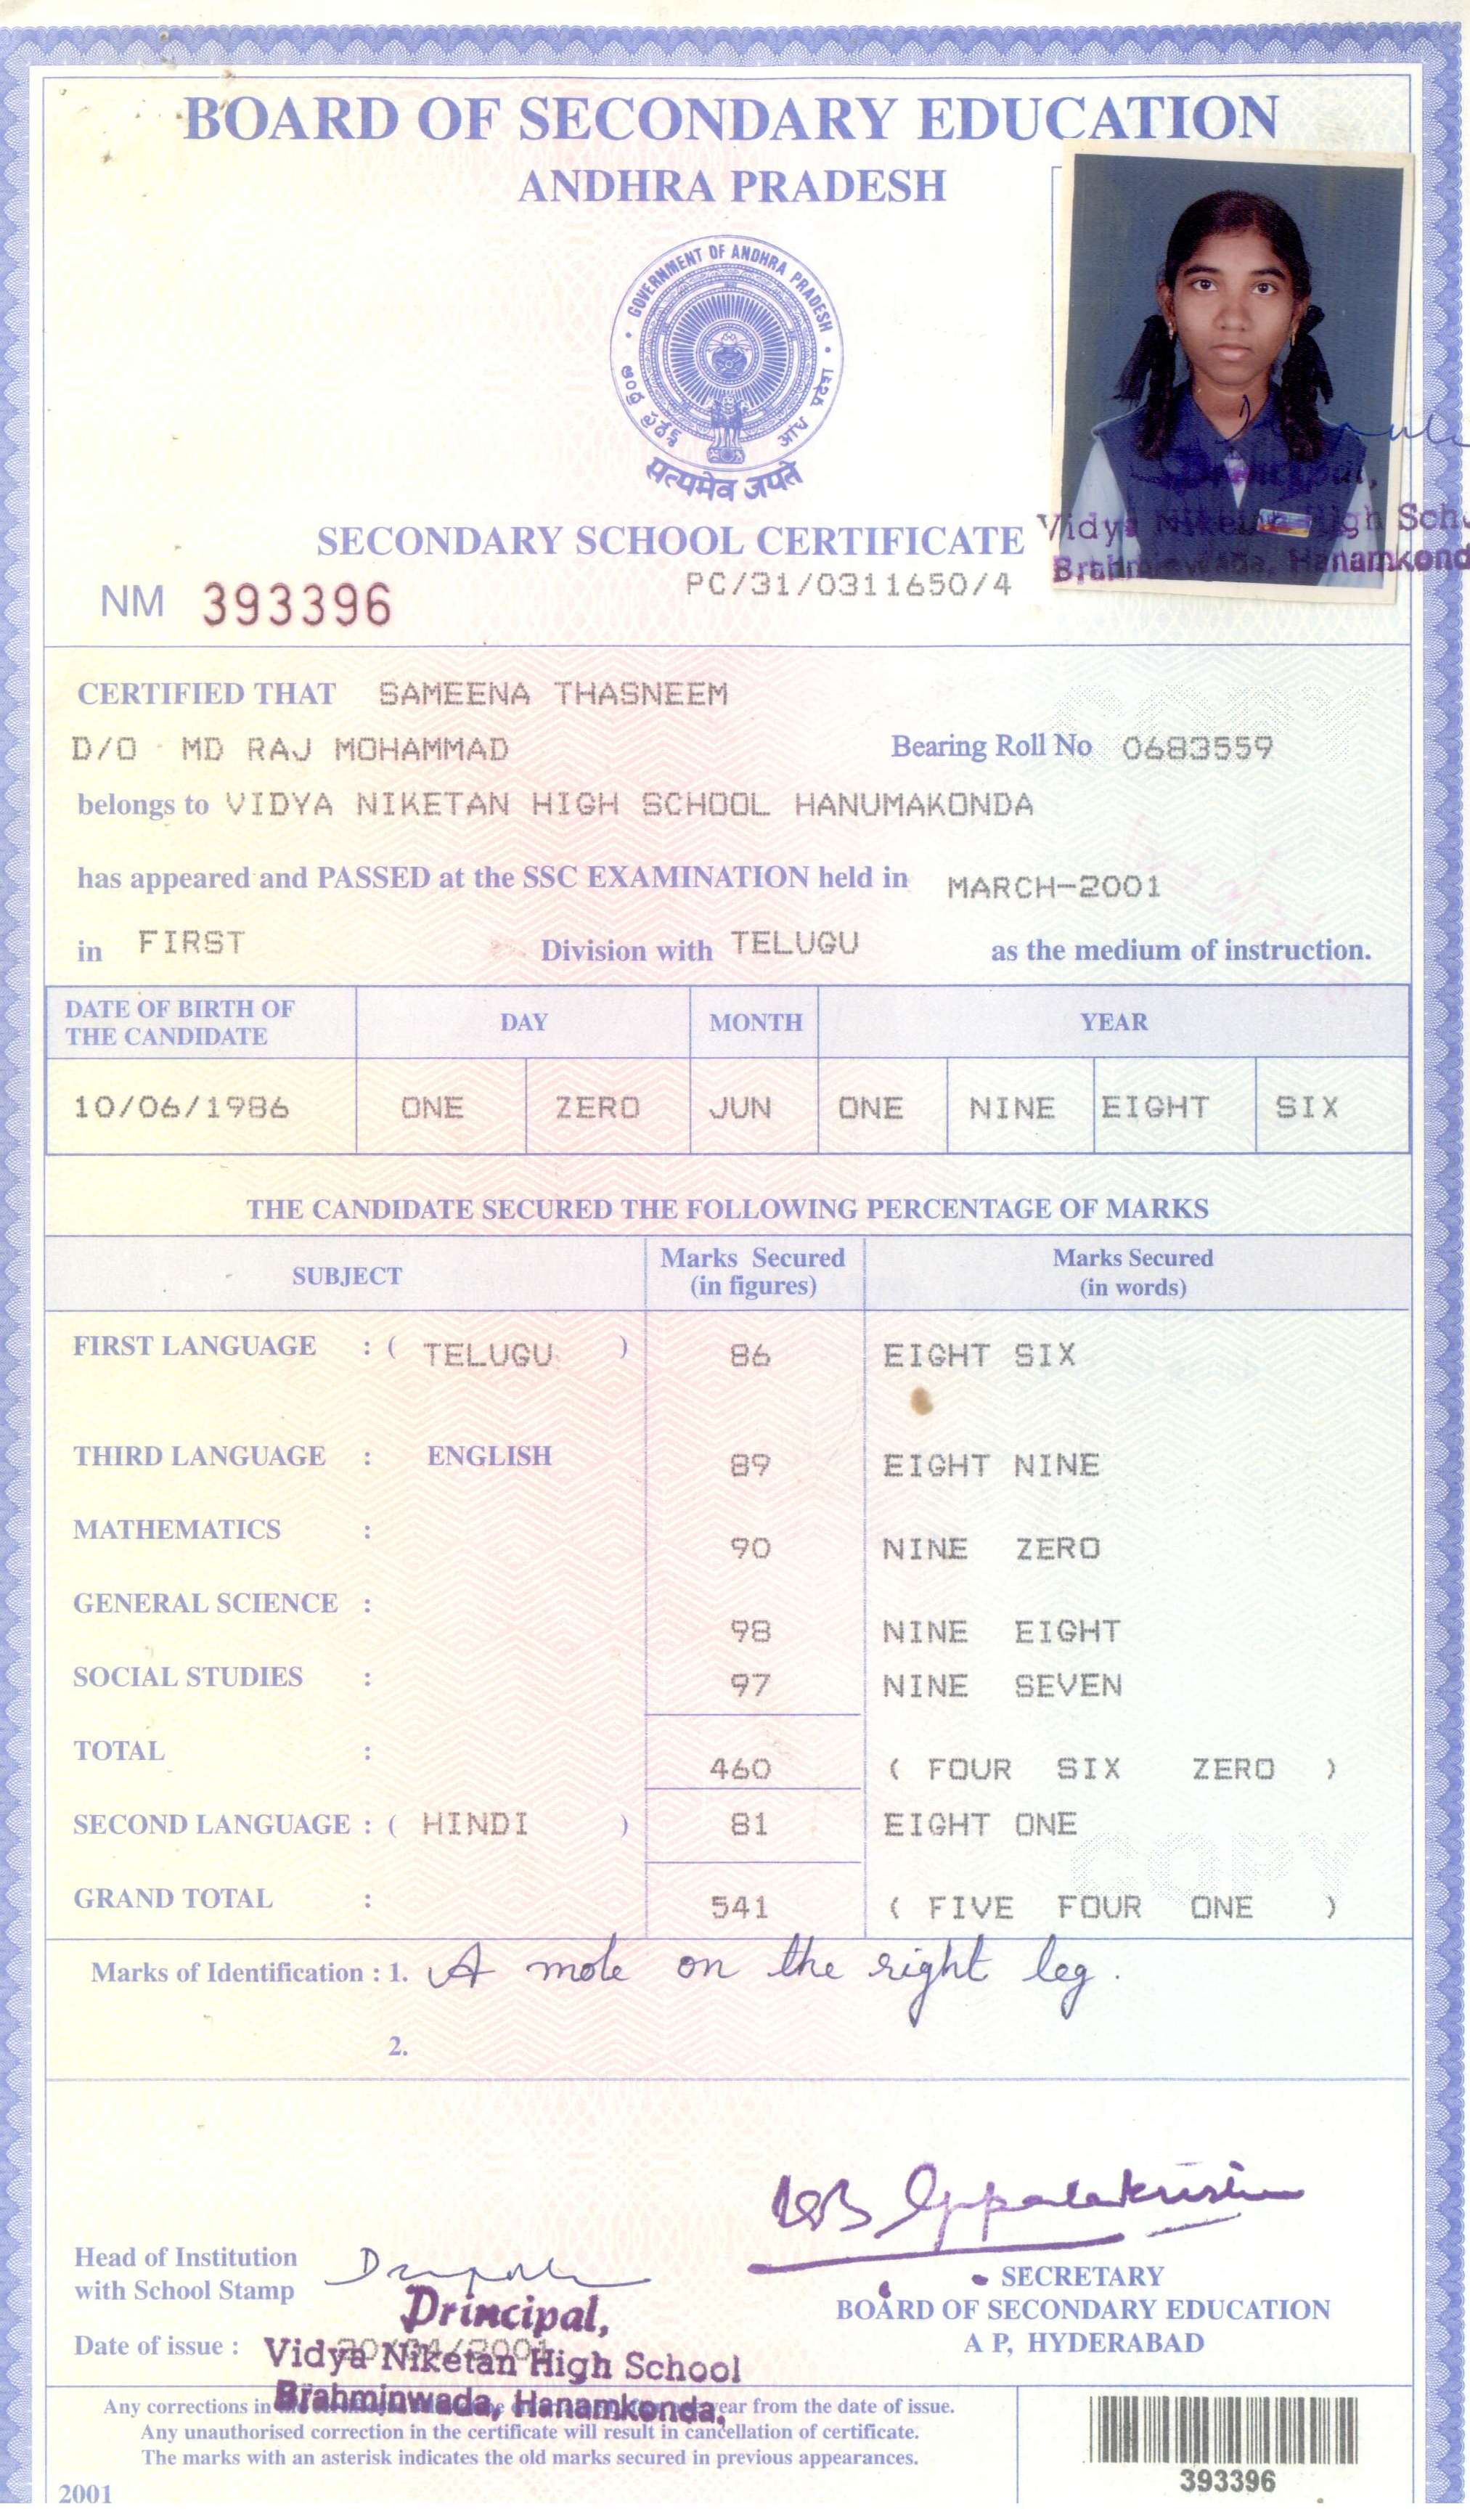 BOARD OF SECONDARY EDUCATION
ANDHRA PRADESH
GOVERNMENT OF ANDHRA PRADESH
ఆంధ్ర ప్రదేశ్
आंध्र प्रदेश
सत्यमेव जयते
SECONDARY SCHOOL CERTIFICATE
Principal,
Vidya Niketan High Sch
Brahminwada, Hanamkond
NM 393396
PC/31/0311650/4
CERTIFIED THAT SAMEENA THASNEEM
D/O MD RAJ MOHAMMAD Bearing Roll No 0683559
belongs to VIDYA NIKETAN HIGH SCHOOL HANUMAKONDA
has appeared and PASSED at the SSC EXAMINATION held in MARCH-2001
in FIRST Division with TELUGU as the medium of instruction.
DATE OF BIRTH OF THE CANDIDATE DAY MONTH YEAR
10/06/1986 ONE ZERO JUN ONE NINE EIGHT SIX
THE CANDIDATE SECURED THE FOLLOWING PERCENTAGE OF MARKS
SUBJECT Marks Secured (in figures) Marks Secured (in words)
FIRST LANGUAGE : ( TELUGU ) 86 EIGHT SIX
THIRD LANGUAGE : ENGLISH 89 EIGHT NINE
MATHEMATICS : 90 NINE ZERO
GENERAL SCIENCE : 98 NINE EIGHT
SOCIAL STUDIES : 97 NINE SEVEN
TOTAL : 460 ( FOUR SIX ZERO )
SECOND LANGUAGE : ( HINDI ) 81 EIGHT ONE
COPY
GRAND TOTAL : 541 ( FIVE FOUR ONE )
Marks of Identification : 1. A mole on the right leg.
2.
Head of Institution
with School Stamp
Principal,
Vidya Niketan High School
Brahminwada, Hanamkonda,
Date of issue :
SECRETARY
BOARD OF SECONDARY EDUCATION
A P, HYDERABAD
Any corrections in year from the date of issue.
Any unauthorised correction in the certificate will result in cancellation of certificate.
The marks with an asterisk indicates the old marks secured in previous appearances.
2001
393396